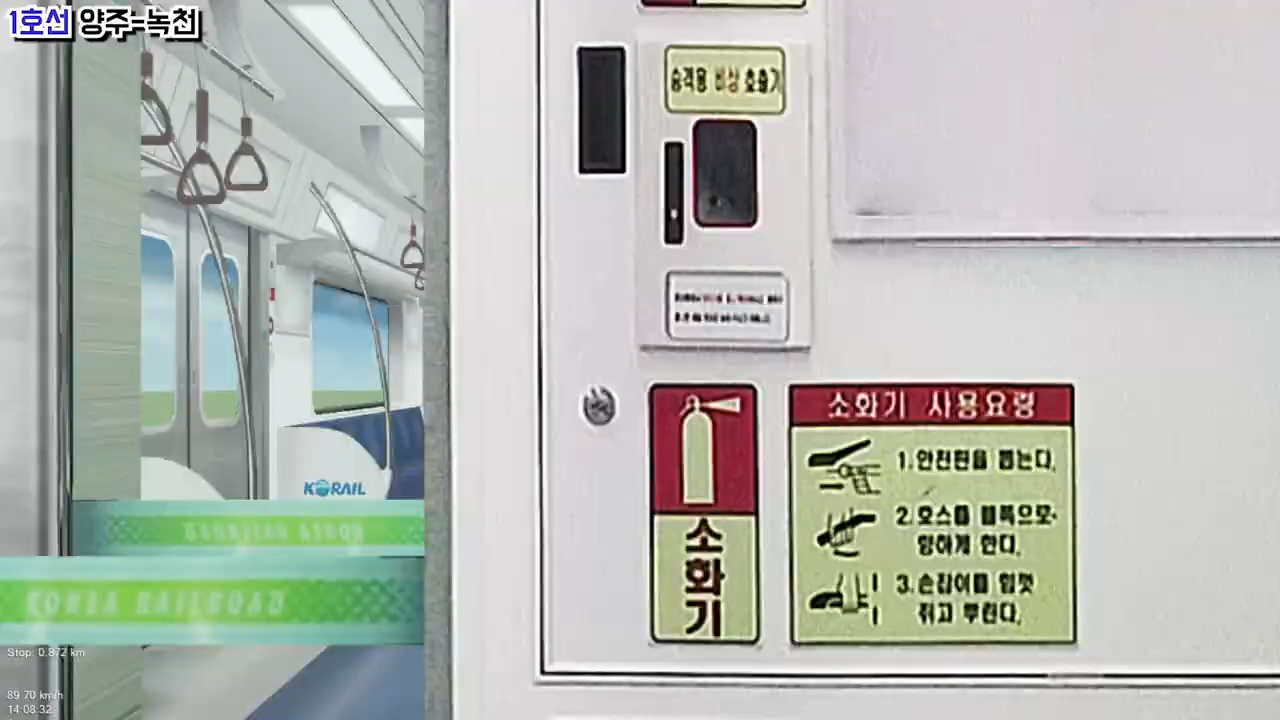 1호선 양주-녹천
승객용 비상 호출기
소화기
소화기 사용요령
1. 안전핀을 뽑는다.
2. 호스를 불쪽으로
향하게 한다.
3. 손잡이를 힘껏
쥐고 뿌린다.
KORAIL
KOREA RAILROAD
Stop: 0.872 km
89.70 km/h
14:08:32